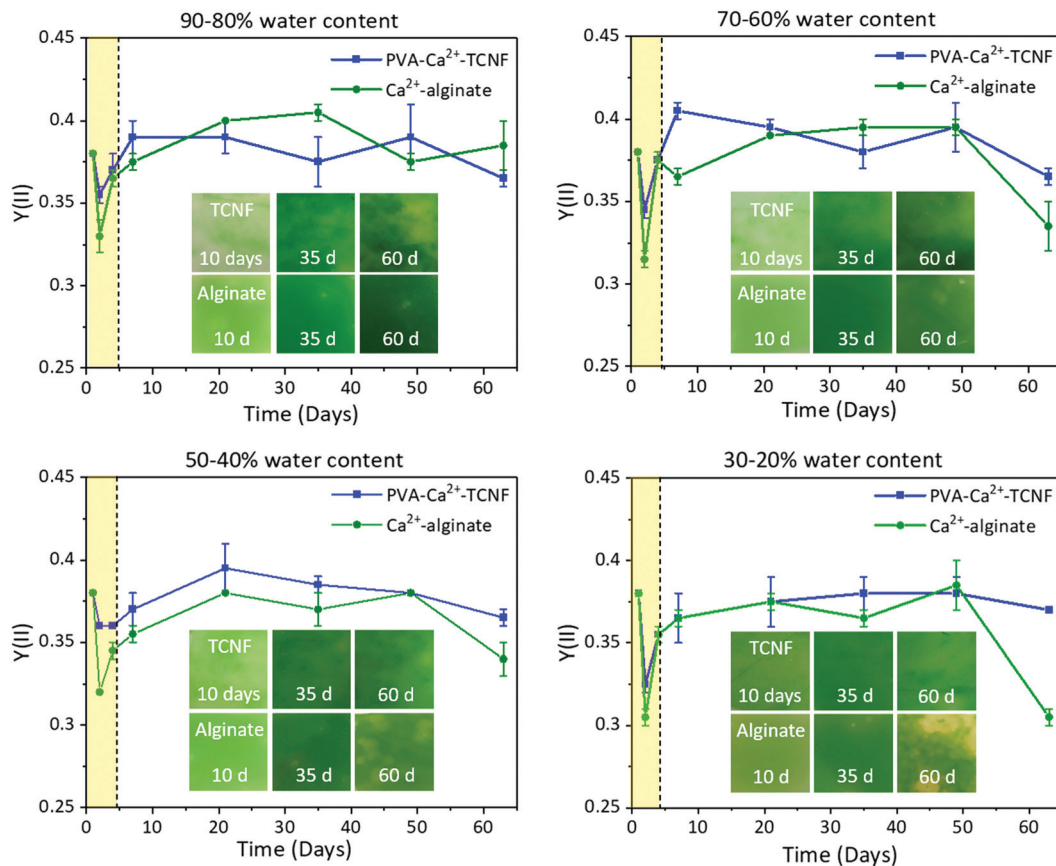 90-80% water content
0.45
0.4
0.35
0.3
0.25
Y(II)
PVA-Ca²⁺-TCNF
Ca²⁺-alginate
TCNF
10 days
35 d
60 d
Alginate
10 d
35 d
60 d
0 10 20 30 40 50 60
Time (Days)
70-60% water content
0.45
0.4
0.35
0.3
0.25
Y(II)
PVA-Ca²⁺-TCNF
Ca²⁺-alginate
TCNF
10 days
35 d
60 d
Alginate
10 d
35 d
60 d
0 10 20 30 40 50 60
Time (Days)
50-40% water content
0.45
0.4
0.35
0.3
0.25
Y(II)
PVA-Ca²⁺-TCNF
Ca²⁺-alginate
TCNF
10 days
35 d
60 d
Alginate
10 d
35 d
60 d
0 10 20 30 40 50 60
Time (Days)
30-20% water content
0.45
0.4
0.35
0.3
0.25
Y(II)
PVA-Ca²⁺-TCNF
Ca²⁺-alginate
TCNF
10 days
35 d
60 d
Alginate
10 d
35 d
60 d
0 10 20 30 40 50 60
Time (Days)